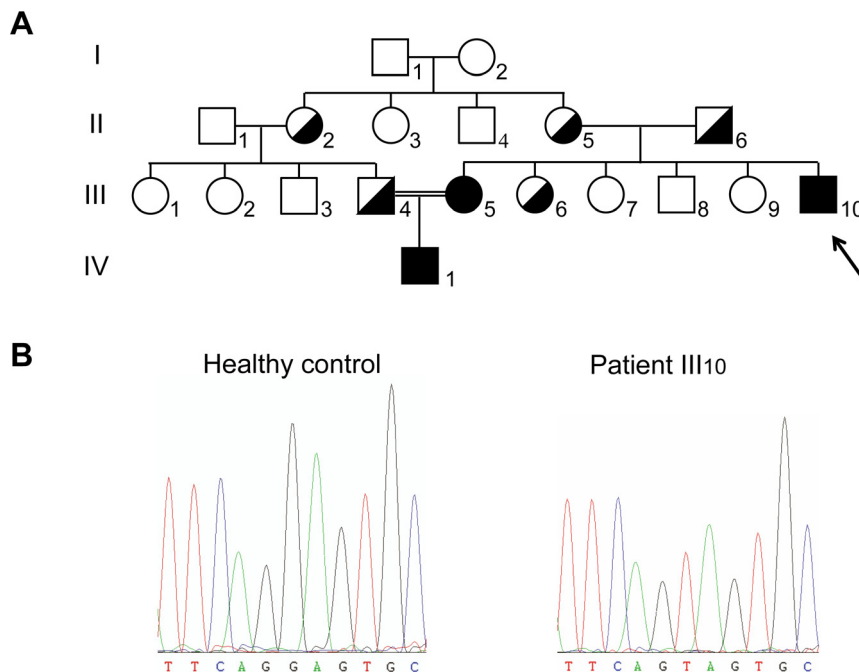 A
I
1 2
II
1 2 3 4 5 6
III
1 2 3 4 5 6 7 8 9 10
IV
1
B
Healthy control Patient III10
T T C A G G A G T G C T T C A G T A G T G C